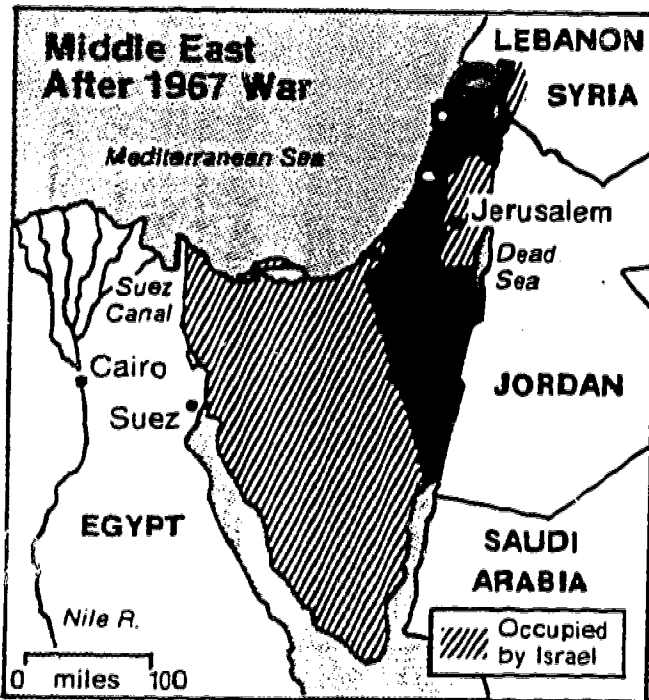 Middle East
After 1967 War
LEBANON
SYRIA
Mediterranean Sea
Jerusalem
Dead
Sea
Suez
Canal
Cairo
Suez
JORDAN
EGYPT
SAUDI
ARABIA
Nile R.
Occupied
by Israel
0 miles 100